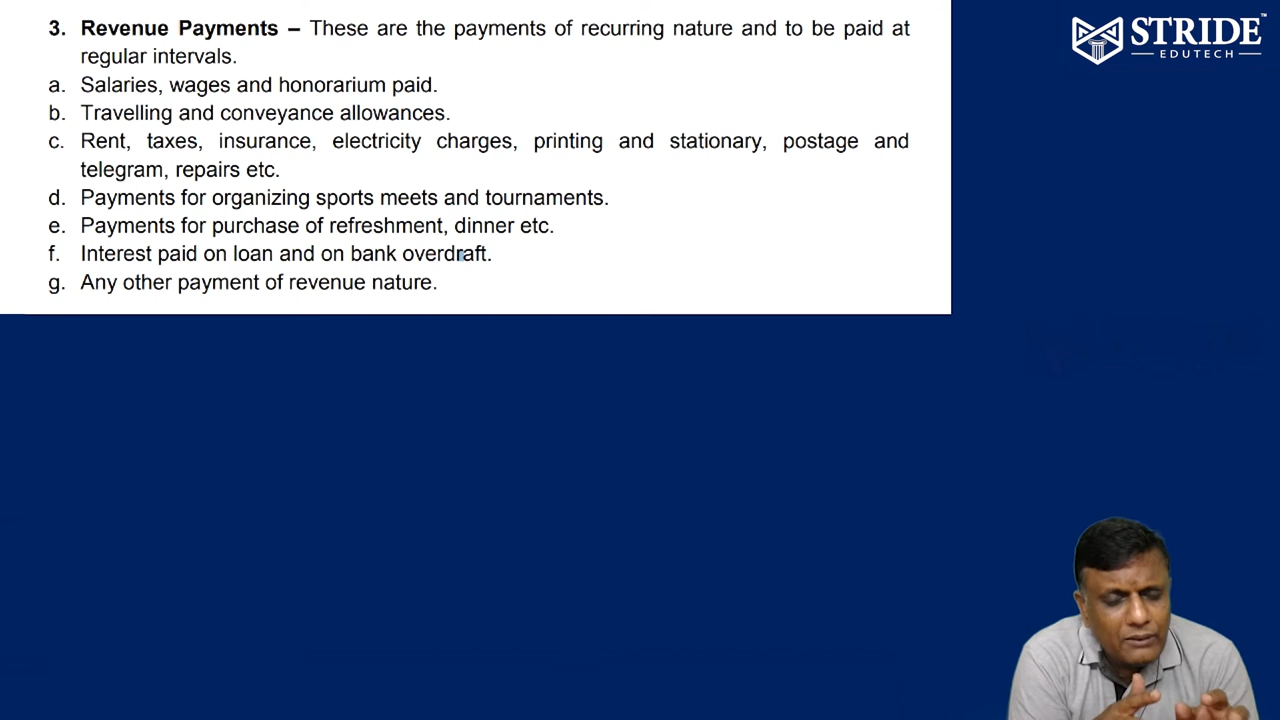 3. Revenue Payments – These are the payments of recurring nature and to be paid at
regular intervals.
a. Salaries, wages and honorarium paid.
b. Travelling and conveyance allowances.
c. Rent, taxes, insurance, electricity charges, printing and stationary, postage and
telegram, repairs etc.
d. Payments for organizing sports meets and tournaments.
e. Payments for purchase of refreshment, dinner etc.
f. Interest paid on loan and on bank overdraft.
g. Any other payment of revenue nature.
STRIDE™
EDUTECH